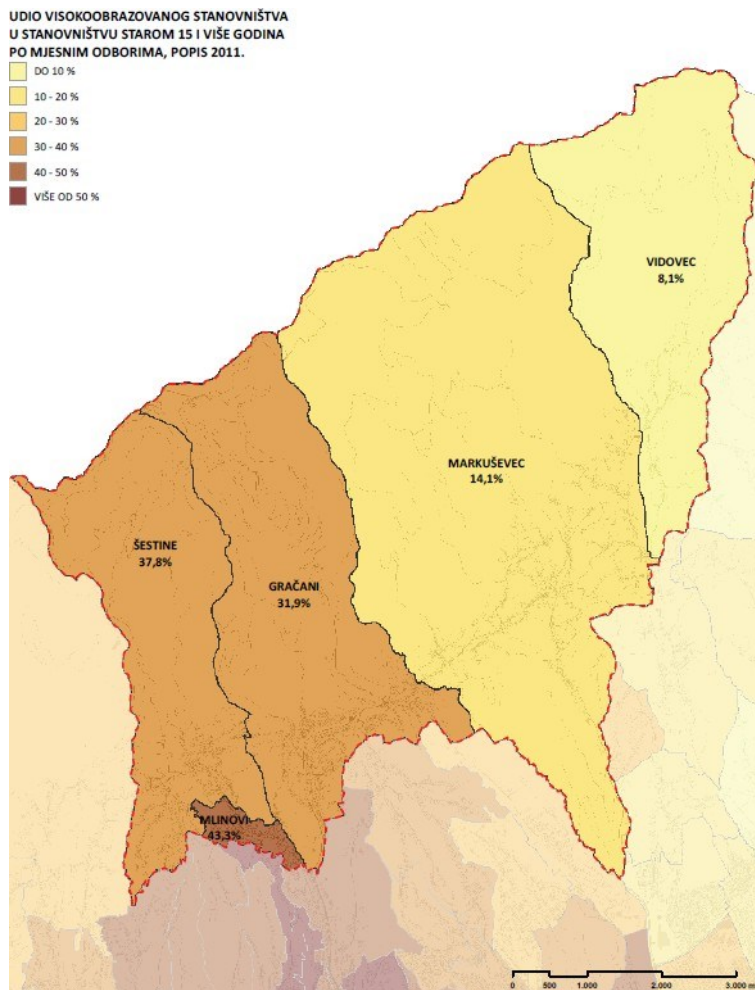 UDIO VISOKOOBRAZOVANOG STANOVNIŠTVA
U STANOVNIŠTVU STAROM 15 I VIŠE GODINA
PO MJESNIM ODBORIMA, POPIS 2011.
DO 10 %
10 - 20 %
20 - 30 %
30 - 40 %
40 - 50 %
VIŠE OD 50 %
VIDOVEC
8,1%
MARKUŠEVEC
14,1%
ŠESTINE
37,8%
GRAČANI
31,9%
MLINOVI
43,3%
0 500 1.000 2.000 3.000 m